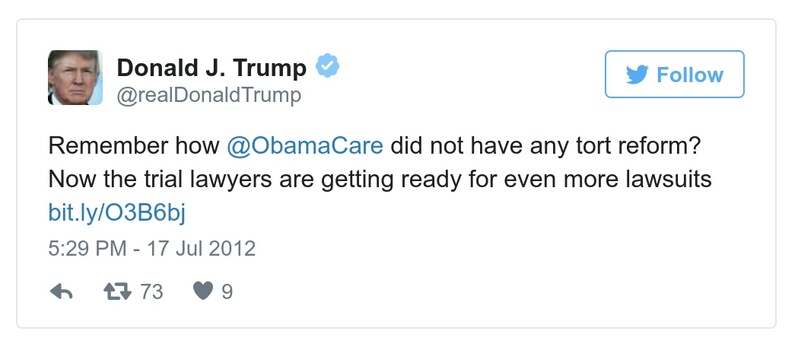 Donald J. Trump
Follow
@realDonaldTrump
Remember how @ObamaCare did not have any tort reform?
Now the trial lawyers are getting ready for even more lawsuits
bit.ly/O3B6bj
5:29 PM - 17 Jul 2012
73 9